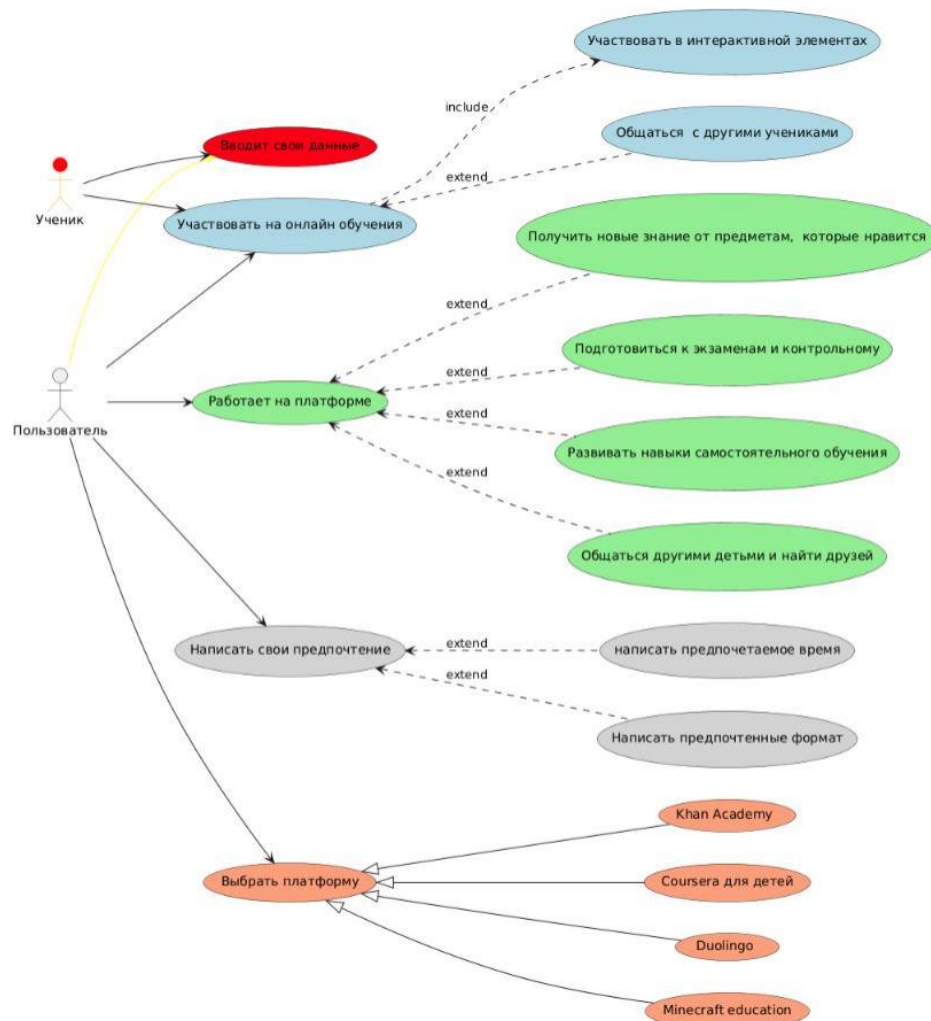 Участвовать в интерактивной элементах
include
Общаться с другими учениками
Вводит свои данные
extend
Ученик
Участвовать на онлайн обучения
Получить новые знание от предметам, которые нравится
extend
Подготовиться к экзаменам и контрольному
extend
Работает на платформе
extend
Пользователь
Развивать навыки самостоятельного обучения
extend
Общаться другими детьми и найти друзей
extend
Написать свои предпочтение
написать предпочетаемое время
extend
Написать предпочтенные формат
Khan Academy
Выбрать платформу
Coursera для детей
Duolingo
Minecraft education